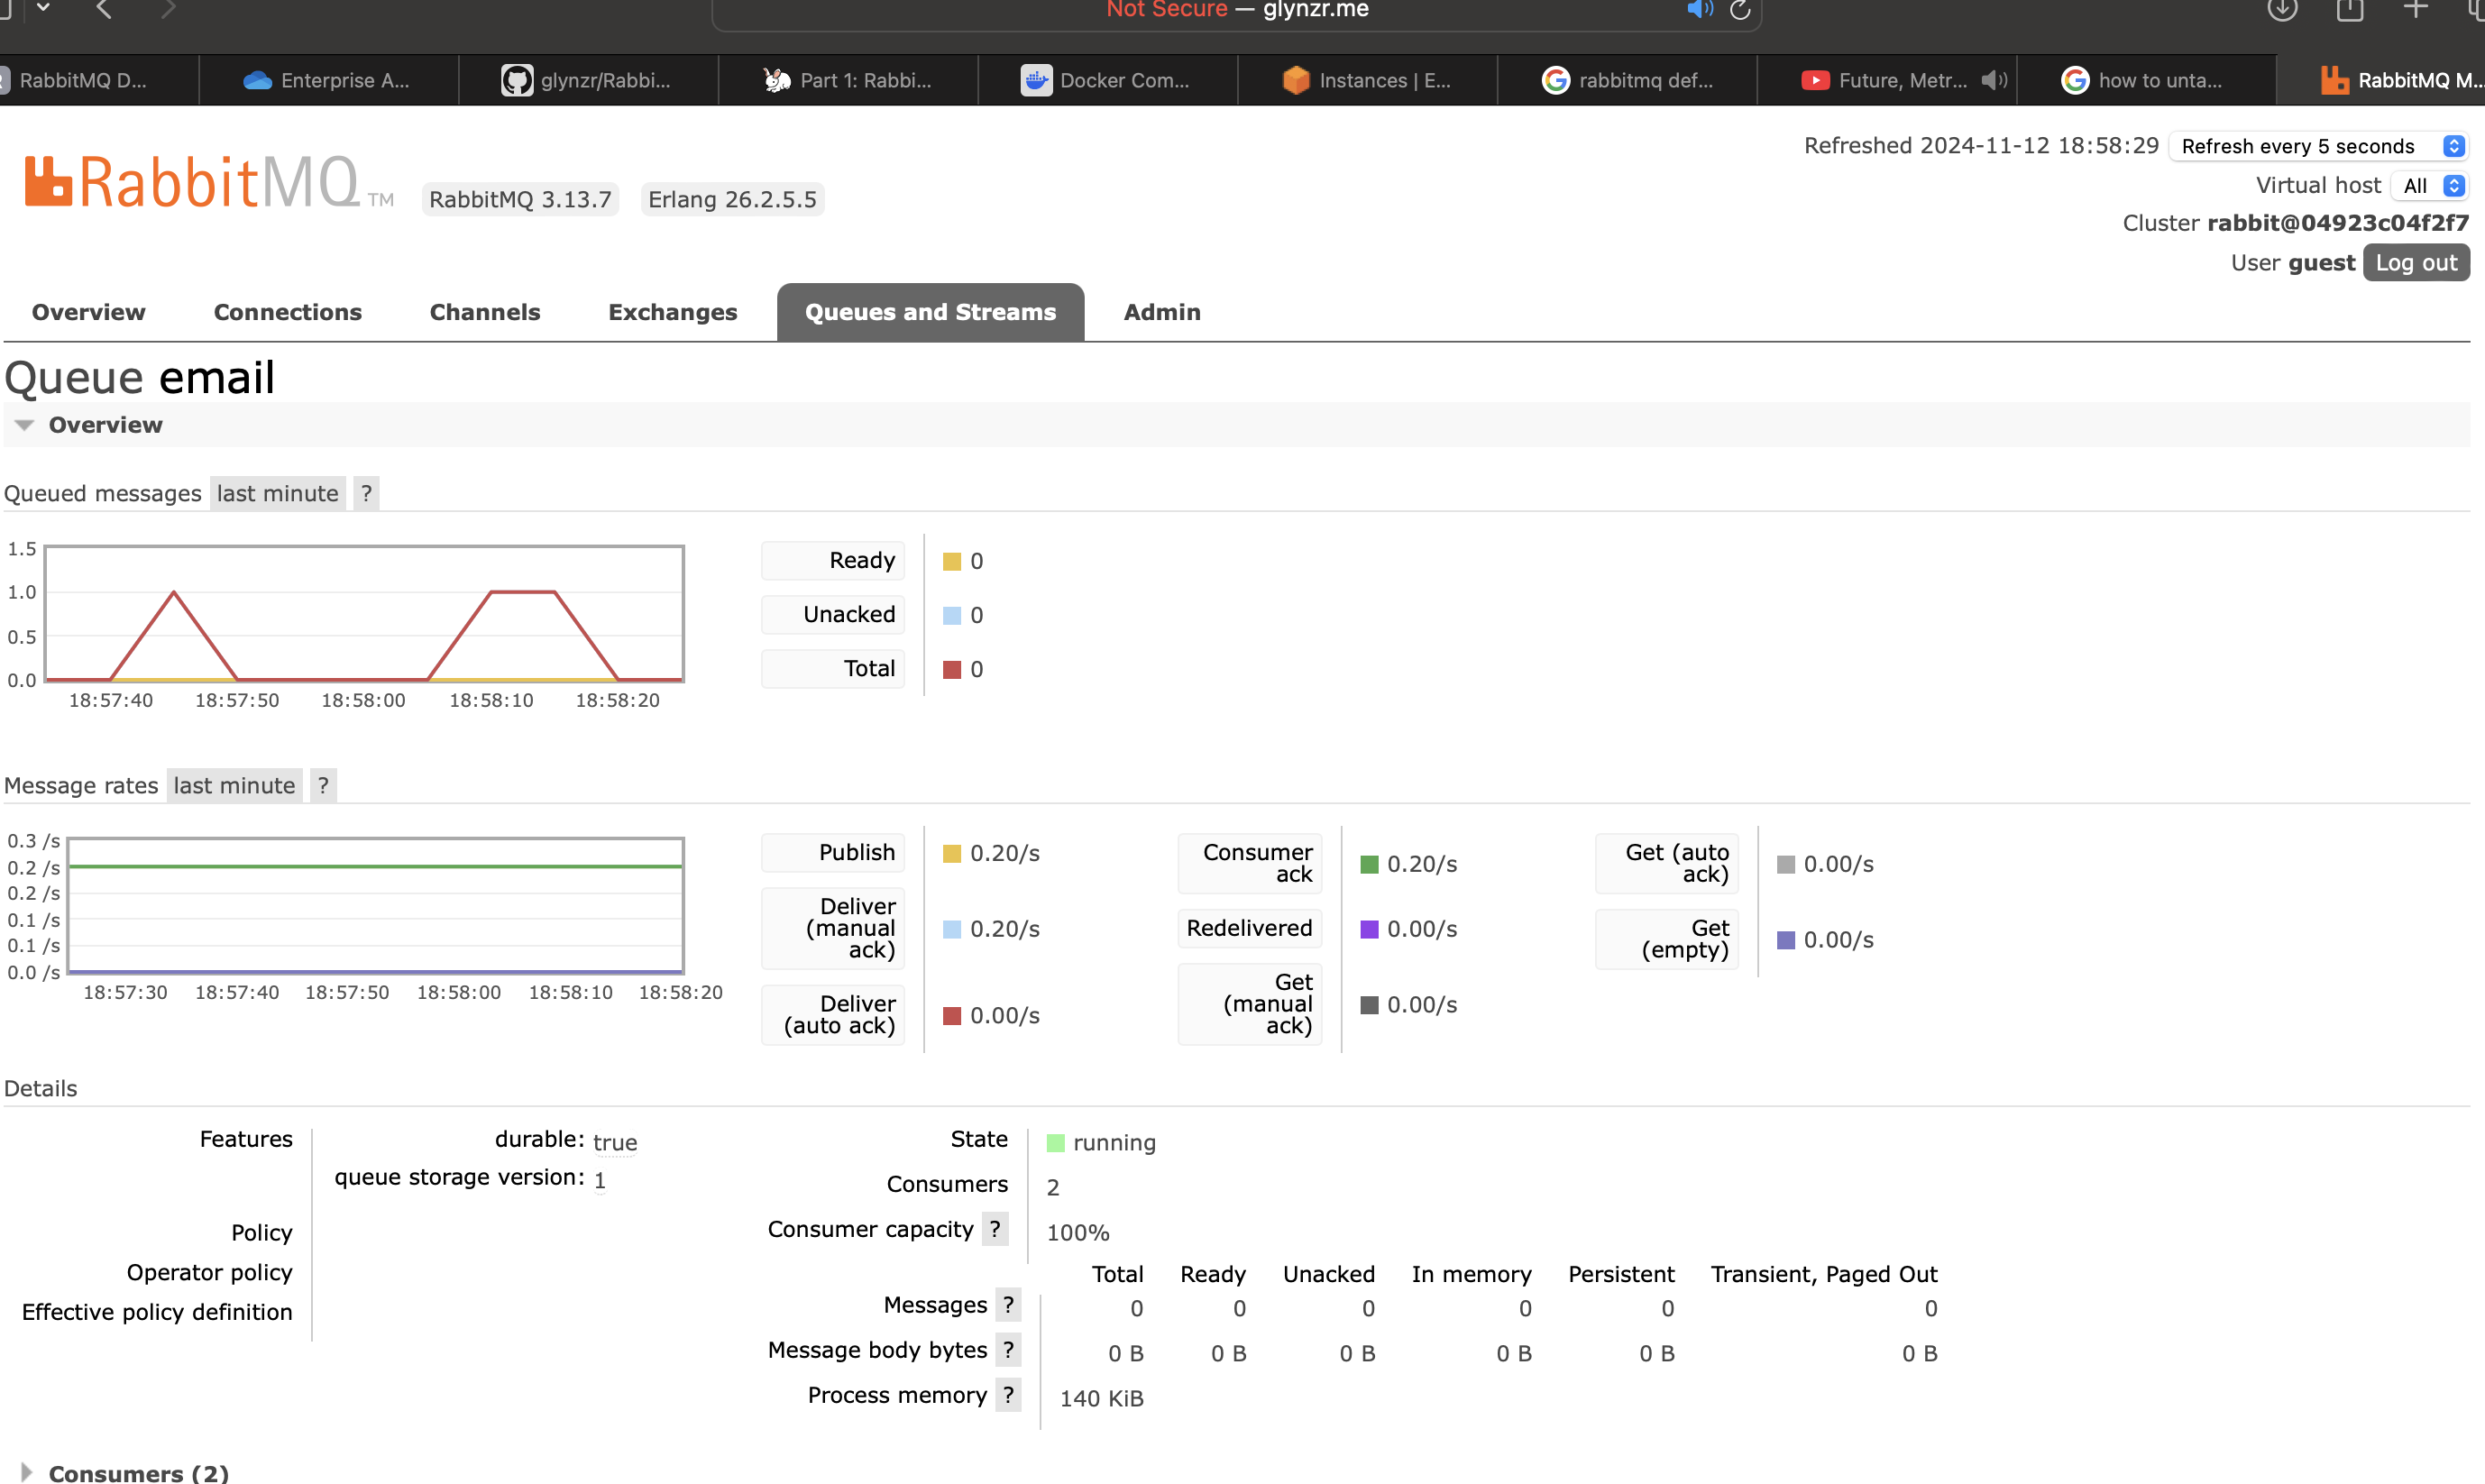 Not Secure — glynzr.me
RabbitMQ D... Enterprise A... glynzr/Rabbi... Part 1: Rabbi... Docker Com... Instances | E... rabbitmq def... Future, Metr... how to unta... RabbitMQ M...
RabbitMQ TM RabbitMQ 3.13.7 Erlang 26.2.5.5
Refreshed 2024-11-12 18:58:29 Refresh every 5 seconds
Virtual host All
Cluster rabbit@04923c04f2f7
User guest Log out
Overview Connections Channels Exchanges Queues and Streams Admin
Queue email
Overview
Queued messages last minute ?
1.5
1.0
0.5
0.0
18:57:40 18:57:50 18:58:00 18:58:10 18:58:20
Ready 0
Unacked 0
Total 0
Message rates last minute ?
0.3 /s
0.2 /s
0.2 /s
0.1 /s
0.1 /s
0.0 /s
18:57:30 18:57:40 18:57:50 18:58:00 18:58:10 18:58:20
Publish 0.20/s
Deliver
(manual 0.20/s
ack)
Deliver
(auto ack) 0.00/s
Consumer
ack 0.20/s
Redelivered 0.00/s
Get
(manual 0.00/s
ack)
Get (auto
ack) 0.00/s
Get
(empty) 0.00/s
Details
Features durable: true
queue storage version: 1
Policy
Operator policy
Effective policy definition
State running
Consumers 2
Consumer capacity ? 100%
Total Ready Unacked In memory Persistent Transient, Paged Out
Messages ? 0 0 0 0 0 0
Message body bytes ? 0 B 0 B 0 B 0 B 0 B 0 B
Process memory ? 140 KiB
Consumers (2)